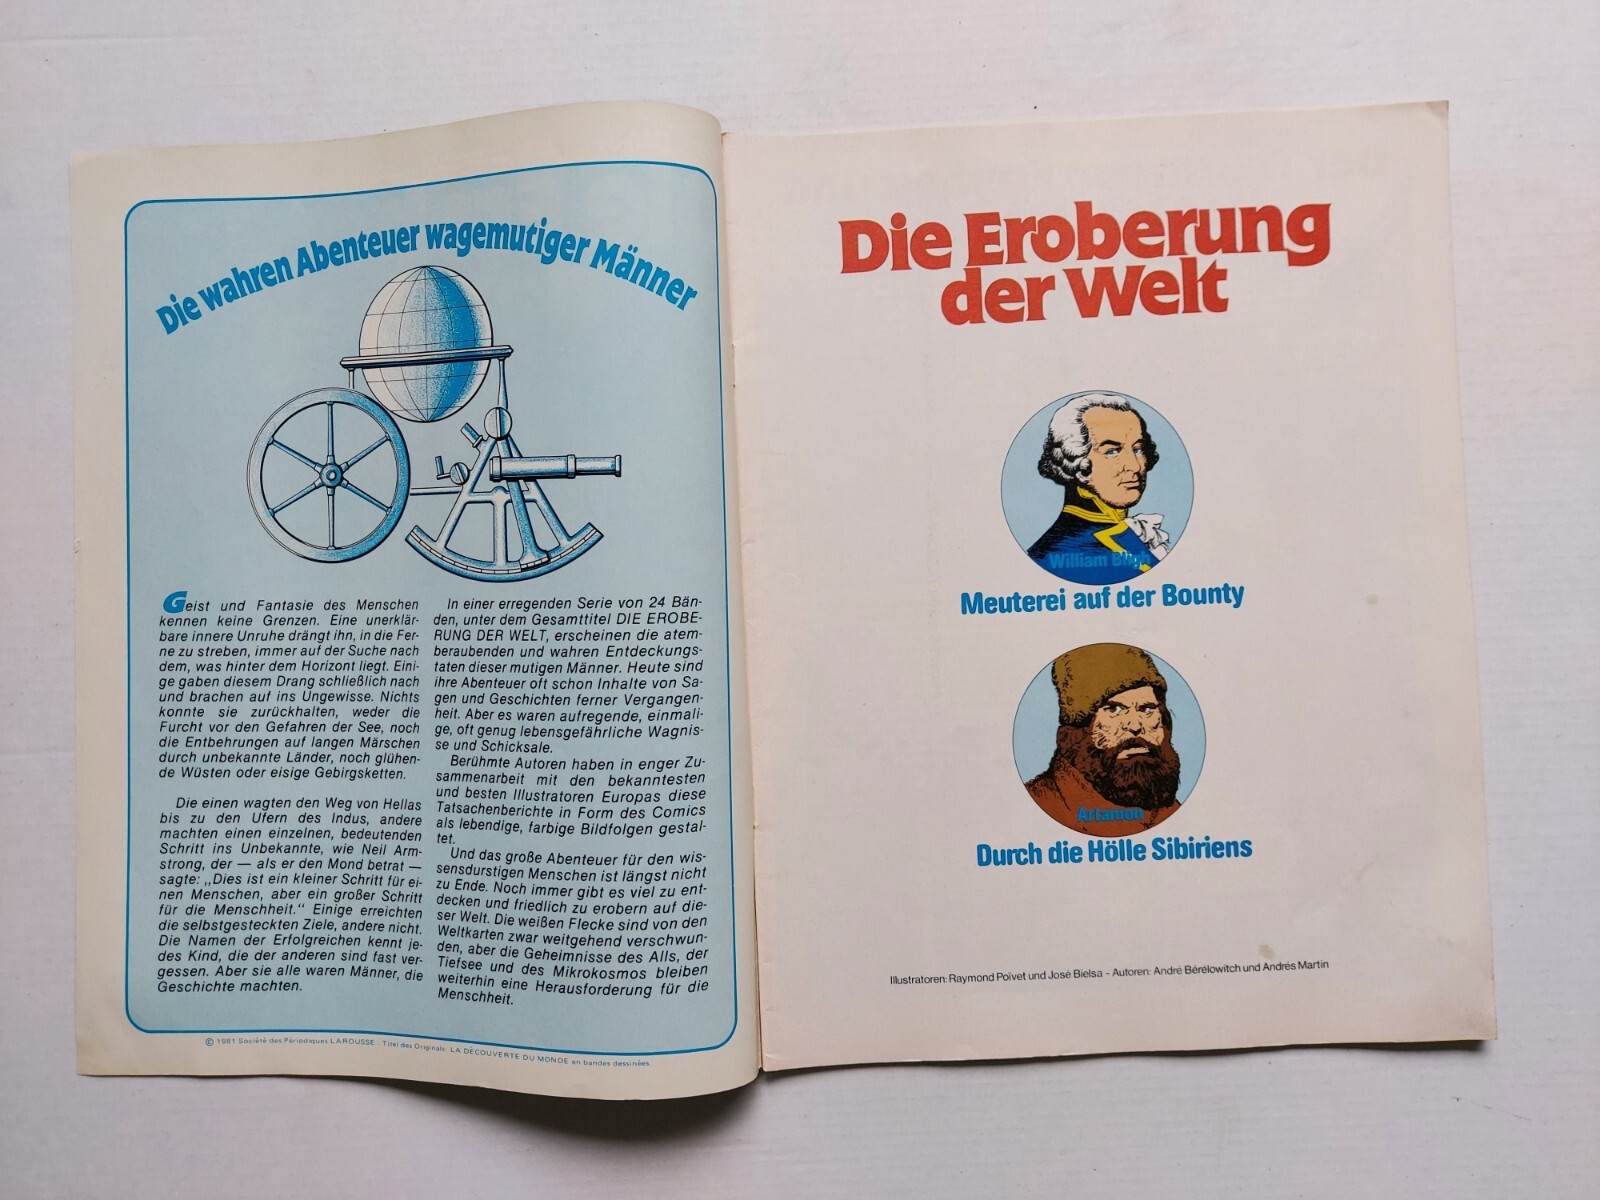 Die wahren Abenteuer wagemutiger Männer
Geist und Fantasie des Menschen
kennen keine Grenzen. Eine unerklär-
bare innere Unruhe drängt ihn, in die Fer-
ne zu streben, immer auf der Suche nach
dem, was hinter dem Horizont liegt. Eini-
ge gaben diesem Drang schließlich nach
und brachen auf ins Ungewisse. Nichts
konnte sie zurückhalten, weder die
Furcht vor den Gefahren der See, noch
die Entbehrungen auf langen Märschen
durch unbekannte Länder, noch glühen-
de Wüsten oder eisige Gebirgsketten.
Die einen wagten den Weg von Hellas
bis zu den Ufern des Indus, andere
machten einen einzelnen, bedeutenden
Schritt ins Unbekannte, wie Neil Arm-
strong, der — als er den Mond betrat —
sagte: „Dies ist ein kleiner Schritt für ei-
nen Menschen, aber ein großer Schritt
für die Menschheit.“ Einige erreichten
die selbstgesteckten Ziele, andere nicht.
Die Namen der Erfolgreichen kennt je-
des Kind, die der anderen sind fast ver-
gessen. Aber sie alle waren Männer, die
Geschichte machten.
In einer erregenden Serie von 24 Bän-
den, unter dem Gesamttitel DIE EROBE-
RUNG DER WELT, erscheinen die atem-
beraubenden und wahren Entdeckungs-
taten dieser mutigen Männer. Heute sind
ihre Abenteuer oft schon Inhalte von Sa-
gen und Geschichten ferner Vergangen-
heit. Aber es waren aufregende, einmali-
ge, oft genug lebensgefährliche Wagnis-
se und Schicksale.
Berühmte Autoren haben in enger Zu-
sammenarbeit mit den bekanntesten
und besten Illustratoren Europas diese
Tatsachenberichte in Form des Comics
als lebendige, farbige Bildfolgen gestal-
tet.
Und das große Abenteuer für den wis-
sensdurstigen Menschen ist längst nicht
zu Ende. Noch immer gibt es viel zu ent-
decken und friedlich zu erobern auf die-
ser Welt. Die weißen Flecke sind von den
Weltkarten zwar weitgehend verschwun-
den, aber die Geheimnisse des Alls, der
Tiefsee und des Mikrokosmos bleiben
weiterhin eine Herausforderung für die
Menschheit.
© 1981 Société des Périodiques LAROUSSE · Titel des Originals: LA DÉCOUVERTE DU MONDE en bandes dessinées
Die Eroberung
der Welt
William Bligh
Meuterei auf der Bounty
Artamon
Durch die Hölle Sibiriens
Illustratoren: Raymond Poïvet und José Bielsa – Autoren: André Bérélowitch und Andrés Martin